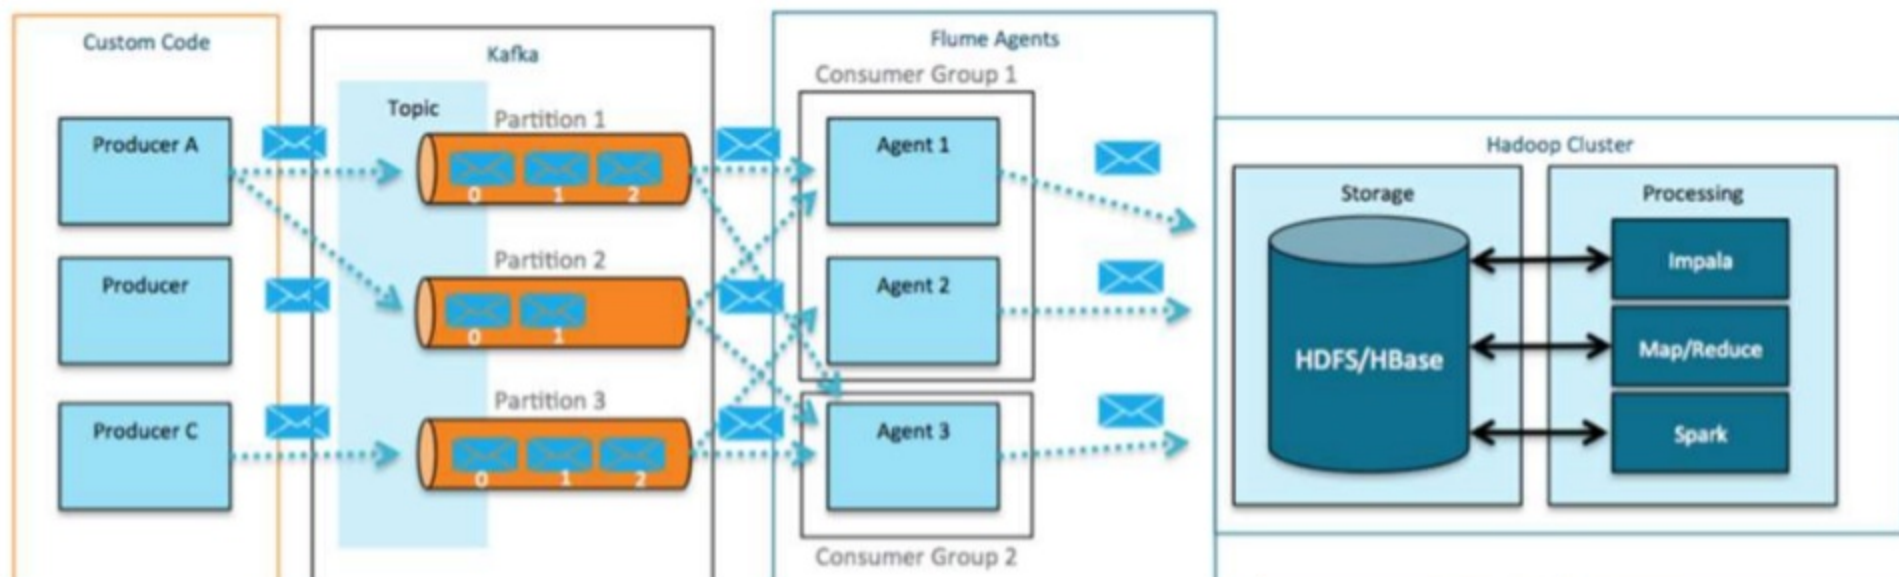 Custom Code
Producer A
Producer
Producer C
Kafka
Topic
Partition 1
0 1 2
Partition 2
0 1
Partition 3
0 1 2
Flume Agents
Consumer Group 1
Agent 1
Agent 2
Agent 3
Consumer Group 2
Hadoop Cluster
Storage
HDFS/HBase
Processing
Impala
Map/Reduce
Spark